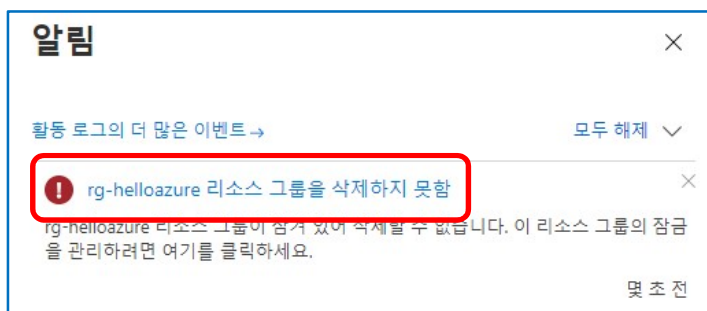 알림
활동 로그의 더 많은 이벤트→
모두 해제
rg-helloazure 리소스 그룹을 삭제하지 못함
rg-helloazure 리소스 그룹이 잠겨 있어 삭제할 수 없습니다. 이 리소스 그룹의 잠금
을 관리하려면 여기를 클릭하세요.
몇 초 전